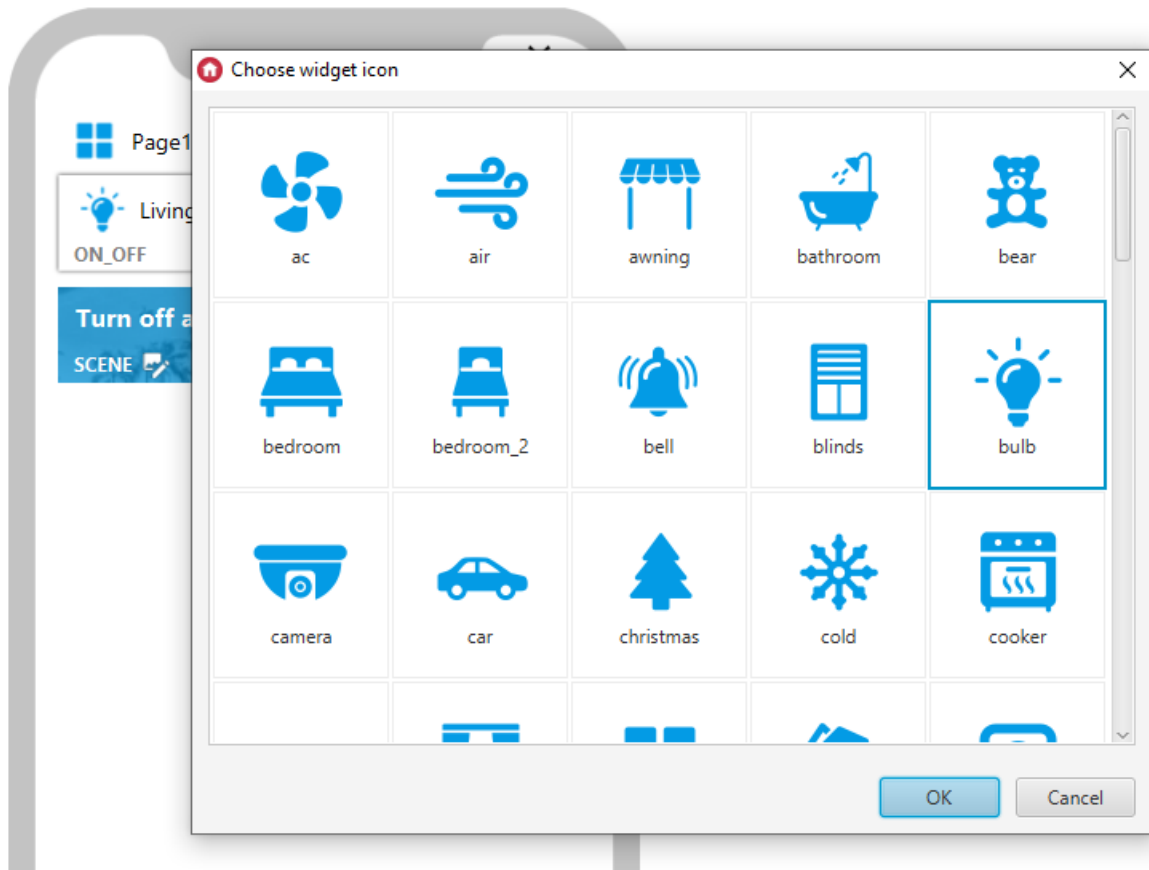 Choose widget icon
Page1
Living
ON_OFF
Turn off a
SCENE
ac
air
awning
bathroom
bear
bedroom
bedroom_2
bell
blinds
bulb
camera
car
christmas
cold
cooker
OK
Cancel